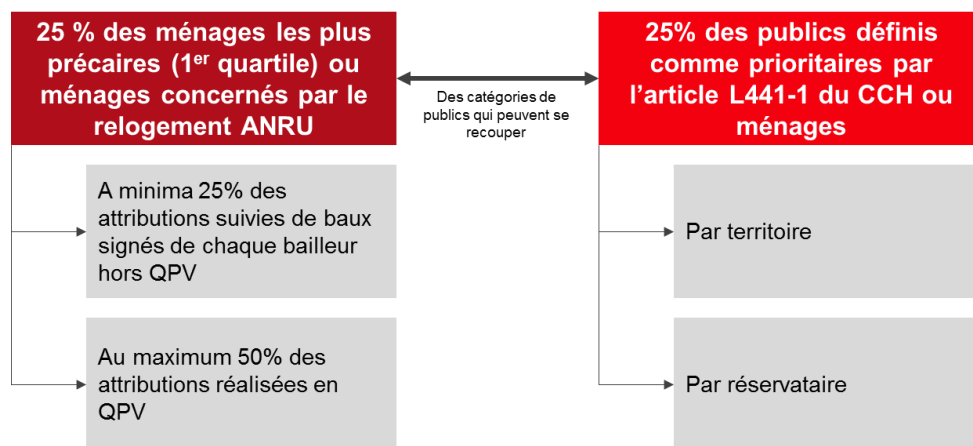 25 % des ménages les plus
précaires (1er quartile) ou
ménages concernés par le
relogement ANRU
Des catégories de
publics qui peuvent se
recouper
25% des publics définis
comme prioritaires par
l'article L441-1 du CCH ou
ménages
A minima 25% des
attributions suivies de baux
signés de chaque bailleur
hors QPV
Par territoire
Au maximum 50% des
attributions réalisées en
QPV
Par réservataire